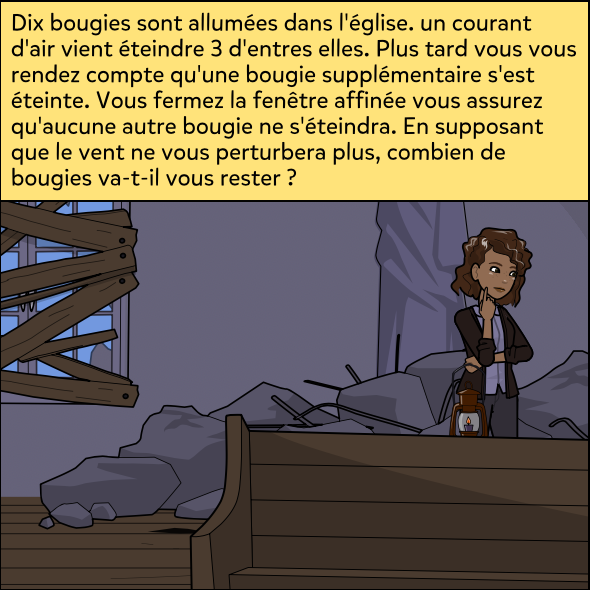 Dix bougies sont allumées dans l'église. un courant
d'air vient éteindre 3 d'entres elles. Plus tard vous vous
rendez compte qu'une bougie supplémentaire s'est
éteinte. Vous fermez la fenêtre affinée vous assurez
qu'aucune autre bougie ne s'éteindra. En supposant
que le vent ne vous perturbera plus, combien de
bougies va-t-il vous rester ?